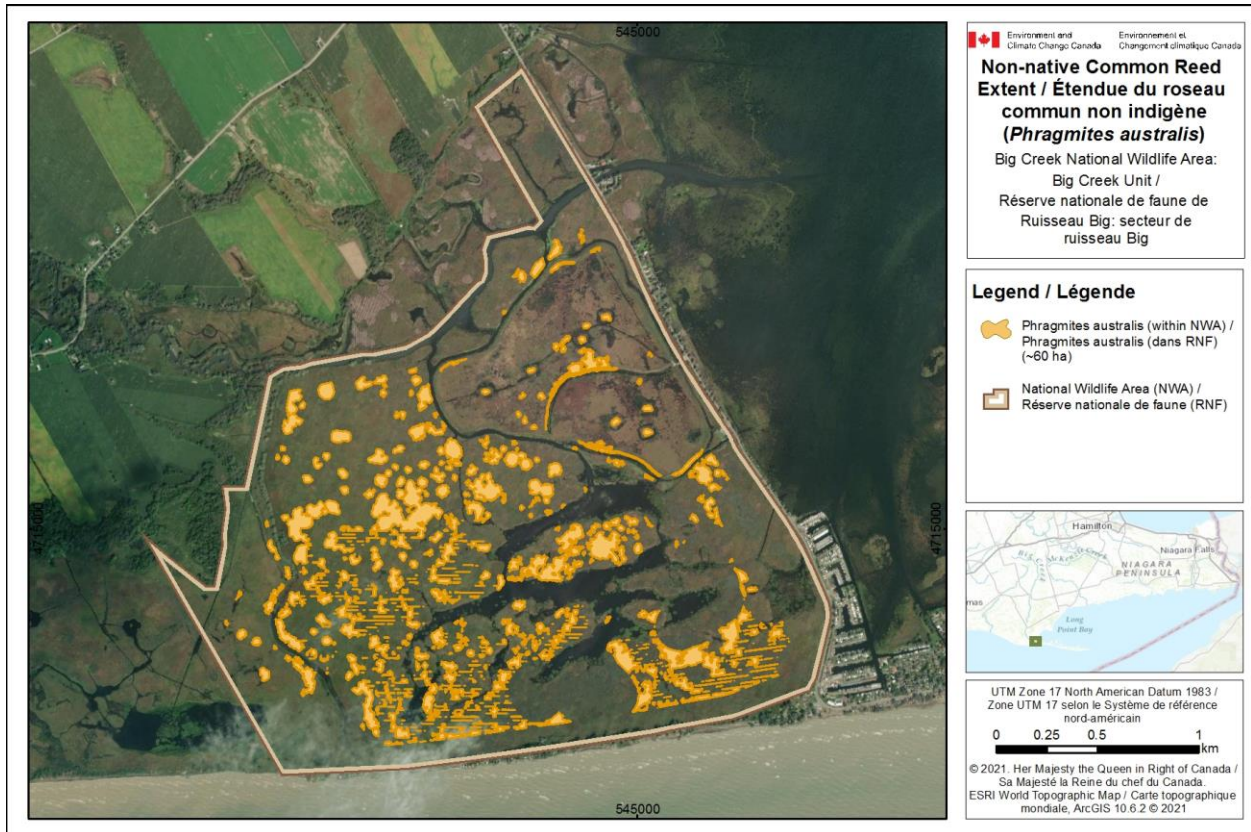 545000
4715000
4715000
545000
Environment and
Climate Change Canada
Environnement et
Changement climatique Canada
Non-native Common Reed
Extent / Étendue du roseau
commun non indigène
(Phragmites australis)
Big Creek National Wildlife Area:
Big Creek Unit /
Réserve nationale de faune de
Ruisseau Big: secteur de
ruisseau Big
Legend / Légende
Phragmites australis (within NWA) /
Phragmites australis (dans RNF)
(~60 ha)
National Wildlife Area (NWA) /
Réserve nationale de faune (RNF)
Hamilton
Niagara Falls
NIAGARA
PENINSULA
Big Creek
mas
Long
Point Bay
UTM Zone 17 North American Datum 1983 /
Zone UTM 17 selon le Système de référence
nord-américain
0 0.25 0.5 1
km
© 2021. Her Majesty the Queen in Right of Canada /
Sa Majesté la Reine du chef du Canada.
ESRI World Topographic Map / Carte topographique
mondiale, ArcGIS 10.6.2 © 2021